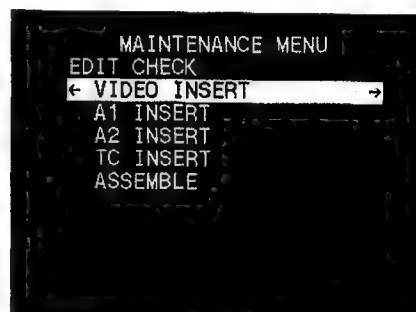 MAINTENANCE MENU
EDIT CHECK
← VIDEO INSERT →
A1 INSERT
A2 INSERT
TC INSERT
ASSEMBLE